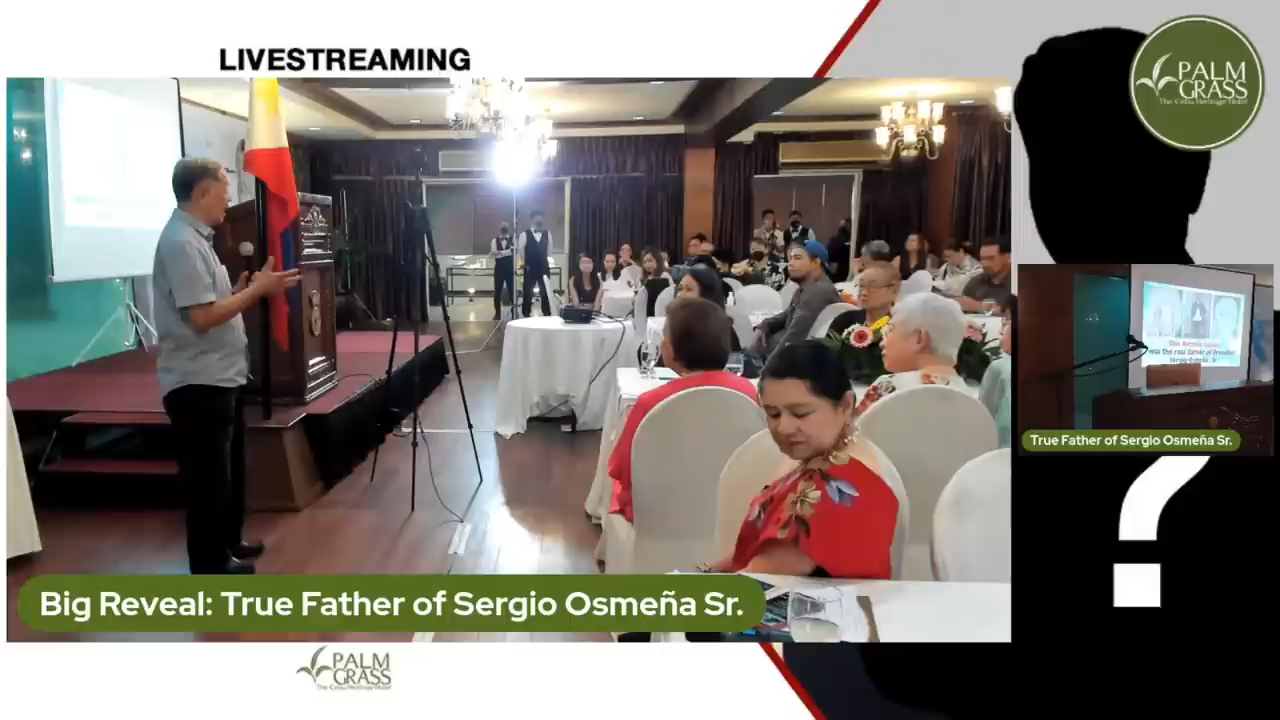 LIVESTREAMING
PALM
GRASS
The Cebu Heritage Hotel
True Father of Sergio Osmeña Sr.
?
Big Reveal: True Father of Sergio Osmeña Sr.
PALM
GRASS
The Cebu Heritage Hotel